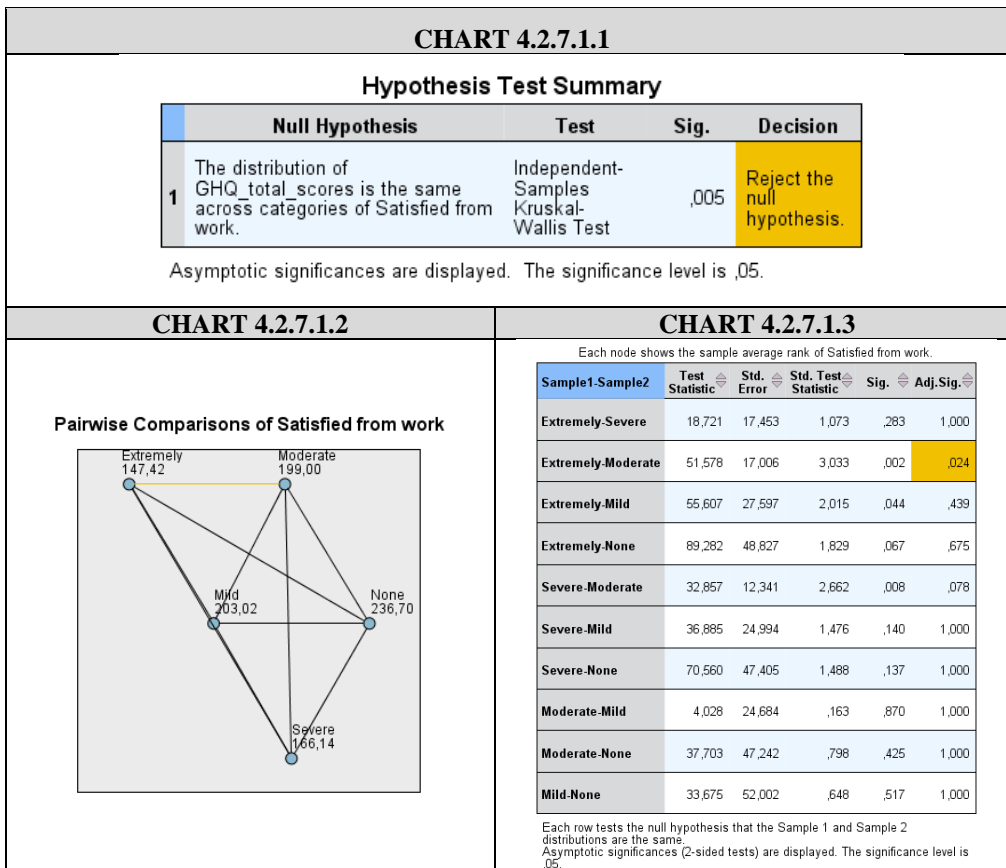 CHART 4.2.7.1.1
Hypothesis Test Summary
Null Hypothesis Test Sig. Decision
1 The distribution of GHQ_total_scores is the same across categories of Satisfied from work. Independent-Samples Kruskal-Wallis Test ,005 Reject the null hypothesis.
Asymptotic significances are displayed. The significance level is ,05.
CHART 4.2.7.1.2
Pairwise Comparisons of Satisfied from work
Extremely
147,42
Moderate
199,00
Mild
203,02
None
236,70
Severe
166,14
CHART 4.2.7.1.3
Each node shows the sample average rank of Satisfied from work.
Sample1-Sample2 Test Statistic Std. Error Std. Test Statistic Sig. Adj.Sig.
Extremely-Severe 18,721 17,453 1,073 ,283 1,000
Extremely-Moderate 51,578 17,006 3,033 ,002 ,024
Extremely-Mild 55,607 27,597 2,015 ,044 ,439
Extremely-None 89,282 48,827 1,829 ,067 ,675
Severe-Moderate 32,857 12,341 2,662 ,008 ,078
Severe-Mild 36,885 24,994 1,476 ,140 1,000
Severe-None 70,560 47,405 1,488 ,137 1,000
Moderate-Mild 4,028 24,684 ,163 ,870 1,000
Moderate-None 37,703 47,242 ,798 ,425 1,000
Mild-None 33,675 52,002 ,648 ,517 1,000
Each row tests the null hypothesis that the Sample 1 and Sample 2
distributions are the same.
Asymptotic significances (2-sided tests) are displayed. The significance level is
,05.